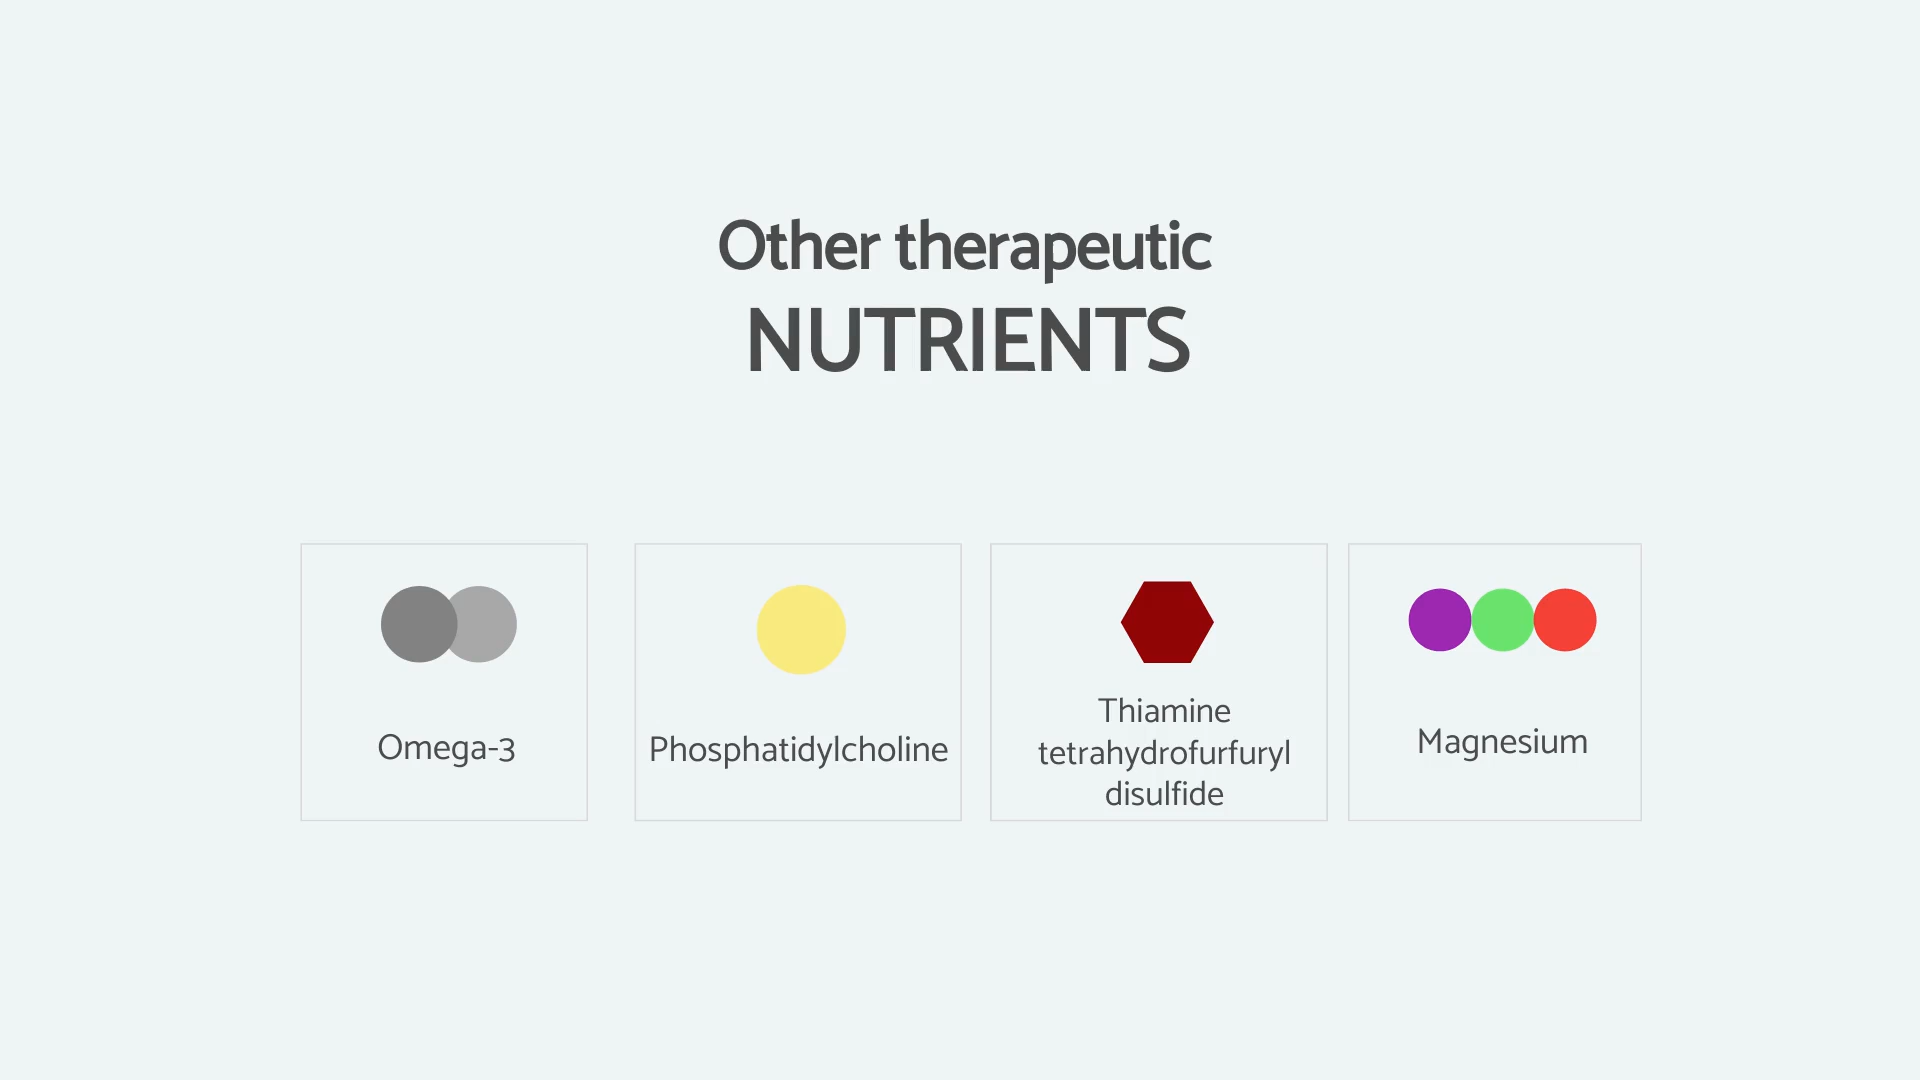 Other therapeutic
NUTRIENTS
Omega-3
Phosphatidylcholine
Thiamine
tetrahydrofurfuryl
disulfide
Magnesium